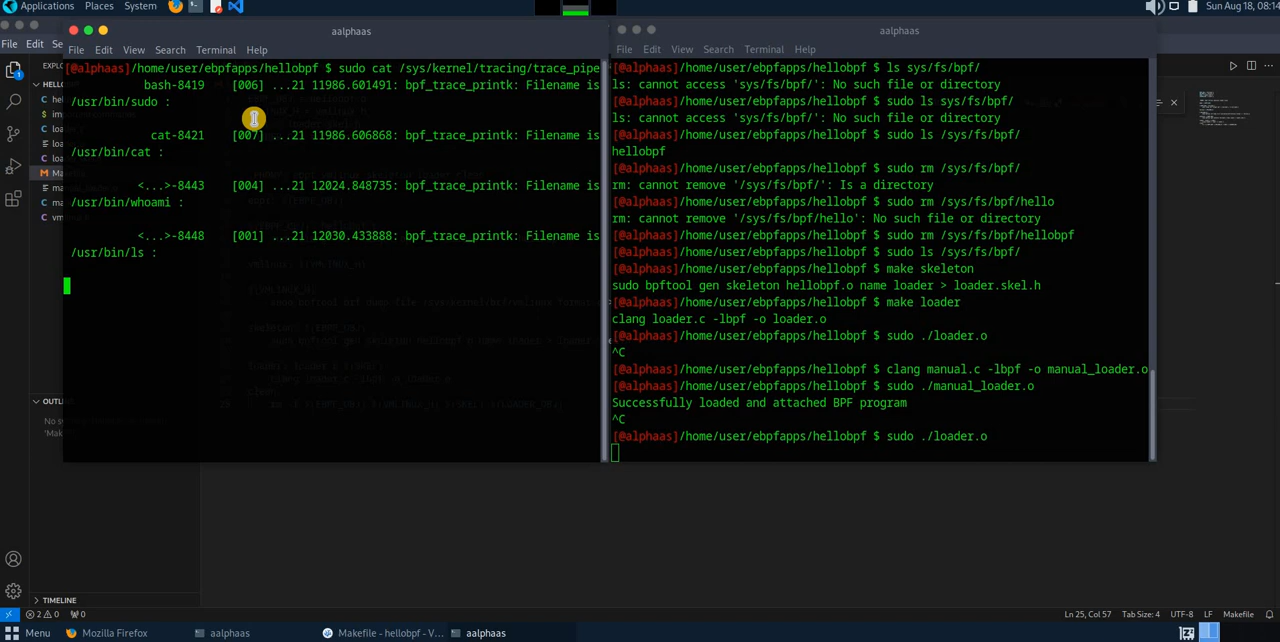 Applications Places System
Sun Aug 18, 08:14
File Edit Se
aalphaas
File Edit View Search Terminal Help
[@alphaas]/home/user/ebpfapps/hellobpf $ sudo cat /sys/kernel/tracing/trace_pipe
bash-8419 [006] ...21 11986.601491: bpf_trace_printk: Filename is
/usr/bin/sudo :
cat-8421 [007] ...21 11986.606868: bpf_trace_printk: Filename is
/usr/bin/cat :
<...>-8443 [004] ...21 12024.848735: bpf_trace_printk: Filename is
/usr/bin/whoami :
<...>-8448 [001] ...21 12030.433888: bpf_trace_printk: Filename is
/usr/bin/ls :
aalphaas
File Edit View Search Terminal Help
[@alphaas]/home/user/ebpfapps/hellobpf $ ls sys/fs/bpf/
ls: cannot access 'sys/fs/bpf/': No such file or directory
[@alphaas]/home/user/ebpfapps/hellobpf $ sudo ls sys/fs/bpf/
ls: cannot access 'sys/fs/bpf/': No such file or directory
[@alphaas]/home/user/ebpfapps/hellobpf $ sudo ls /sys/fs/bpf/
hellobpf
[@alphaas]/home/user/ebpfapps/hellobpf $ sudo rm /sys/fs/bpf/
rm: cannot remove '/sys/fs/bpf/': Is a directory
[@alphaas]/home/user/ebpfapps/hellobpf $ sudo rm /sys/fs/bpf/hello
rm: cannot remove '/sys/fs/bpf/hello': No such file or directory
[@alphaas]/home/user/ebpfapps/hellobpf $ sudo rm /sys/fs/bpf/hellobpf
[@alphaas]/home/user/ebpfapps/hellobpf $ sudo ls /sys/fs/bpf/
[@alphaas]/home/user/ebpfapps/hellobpf $ make skeleton
sudo bpftool gen skeleton hellobpf.o name loader > loader.skel.h
[@alphaas]/home/user/ebpfapps/hellobpf $ make loader
clang loader.c -lbpf -o loader.o
[@alphaas]/home/user/ebpfapps/hellobpf $ sudo ./loader.o
^C
[@alphaas]/home/user/ebpfapps/hellobpf $ clang manual.c -lbpf -o manual_loader.o
[@alphaas]/home/user/ebpfapps/hellobpf $ sudo ./manual_loader.o
Successfully loaded and attached BPF program
^C
[@alphaas]/home/user/ebpfapps/hellobpf $ sudo ./loader.o
EXPLO
HELLO
OUTLIN
TIMELINE
2 0 0
Ln 25, Col 57 Tab Size: 4 UTF-8 LF Makefile
Menu Mozilla Firefox aalphaas Makefile - hellobpf - V... aalphaas